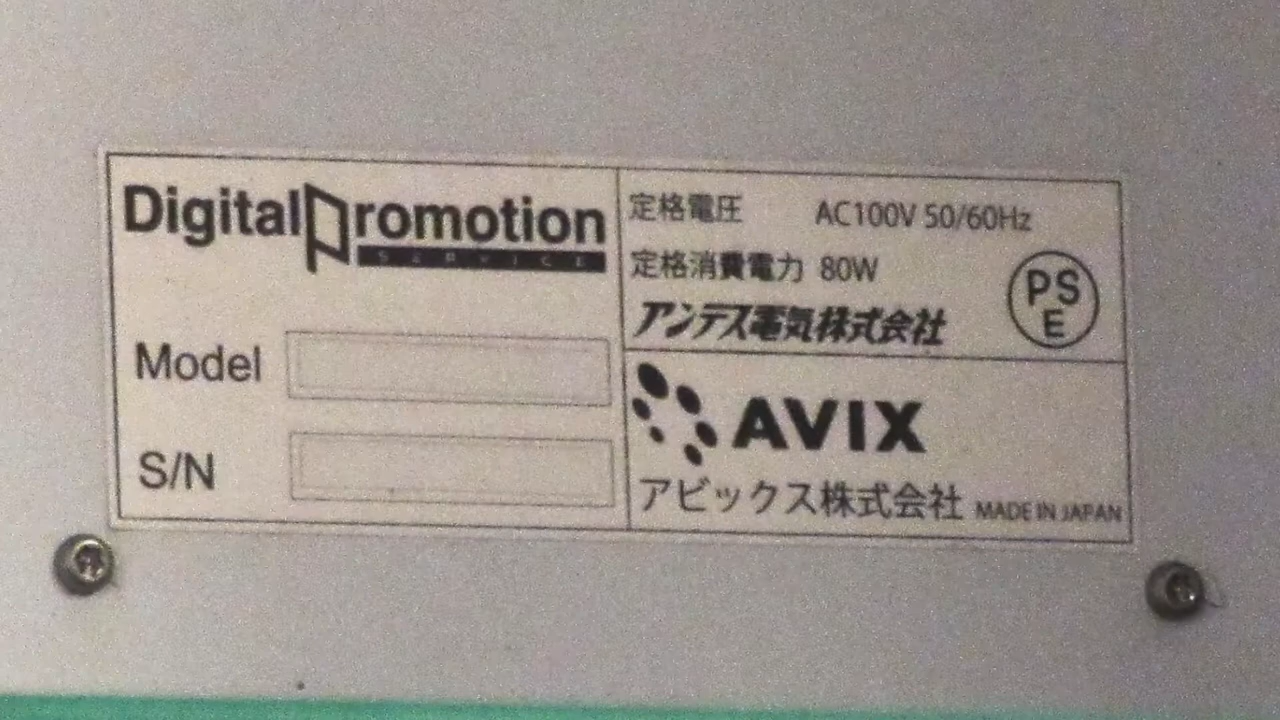 Digital Promotion
SERVICE
Model
S/N
定格電圧 AC100V 50/60Hz
定格消費電力 80W
アンデス電気株式会社
PS
E
AVIX
アビックス株式会社 MADE IN JAPAN